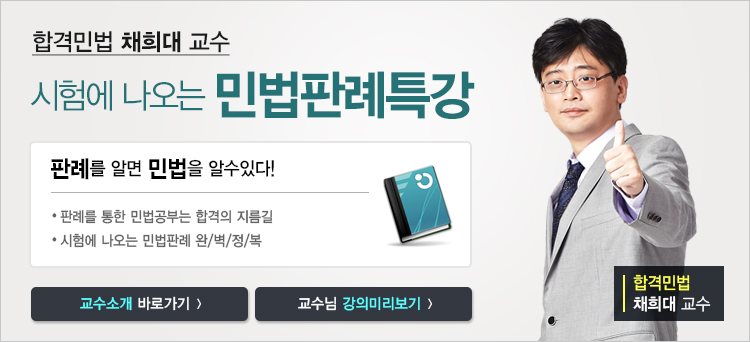 합격민법 채희대 교수
시험에 나오는 민법판례특강
판례를 알면 민법을 알수있다!
• 판례를 통한 민법공부는 합격의 지름길
• 시험에 나오는 민법판례 완/벽/정/복
교수소개 바로가기 >
교수님 강의미리보기 >
합격민법
채희대 교수